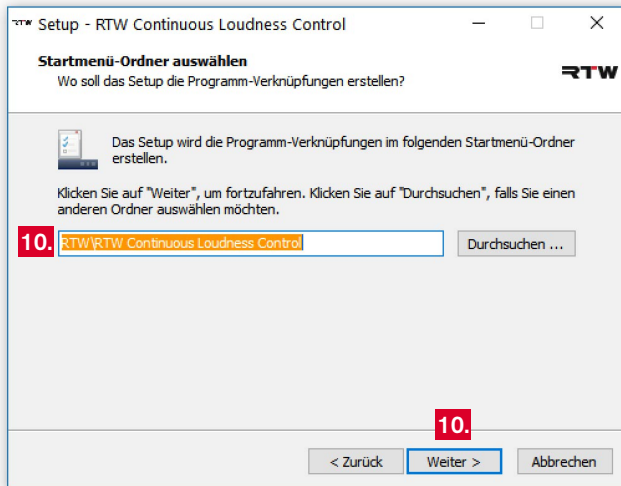 RTW Setup - RTW Continuous Loudness Control
Startmenü-Ordner auswählen
Wo soll das Setup die Programm-Verknüpfungen erstellen?
RTW
Das Setup wird die Programm-Verknüpfungen im folgenden Startmenü-Ordner
erstellen.
Klicken Sie auf "Weiter", um fortzufahren. Klicken Sie auf "Durchsuchen", falls Sie einen
anderen Ordner auswählen möchten.
10. RTW\RTW Continuous Loudness Control Durchsuchen ...
10.
< Zurück Weiter > Abbrechen